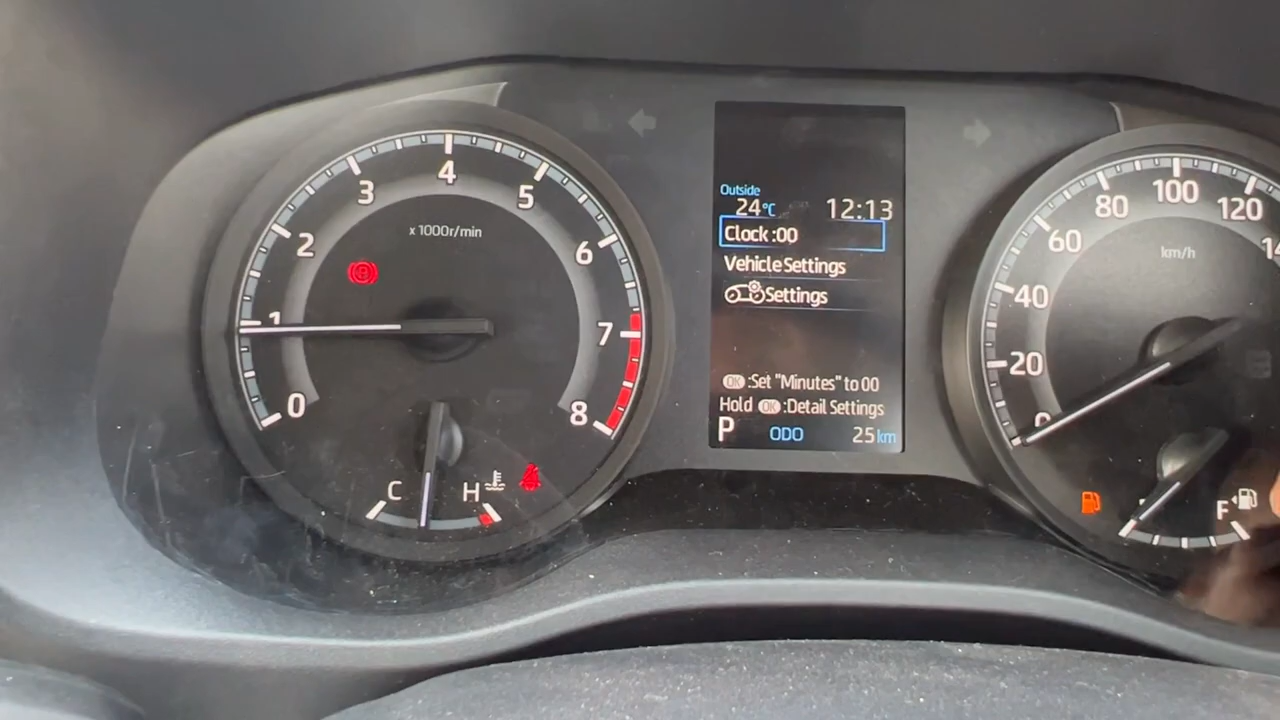 0
1
2
3
4
5
6
7
8
x 1000r/min
C
H
Outside
24°C 12:13
Clock :00
Vehicle Settings
Settings
OK :Set "Minutes" to 00
Hold OK :Detail Settings
P ODO 25 km
0
20
40
60
80
100
120
km/h
F